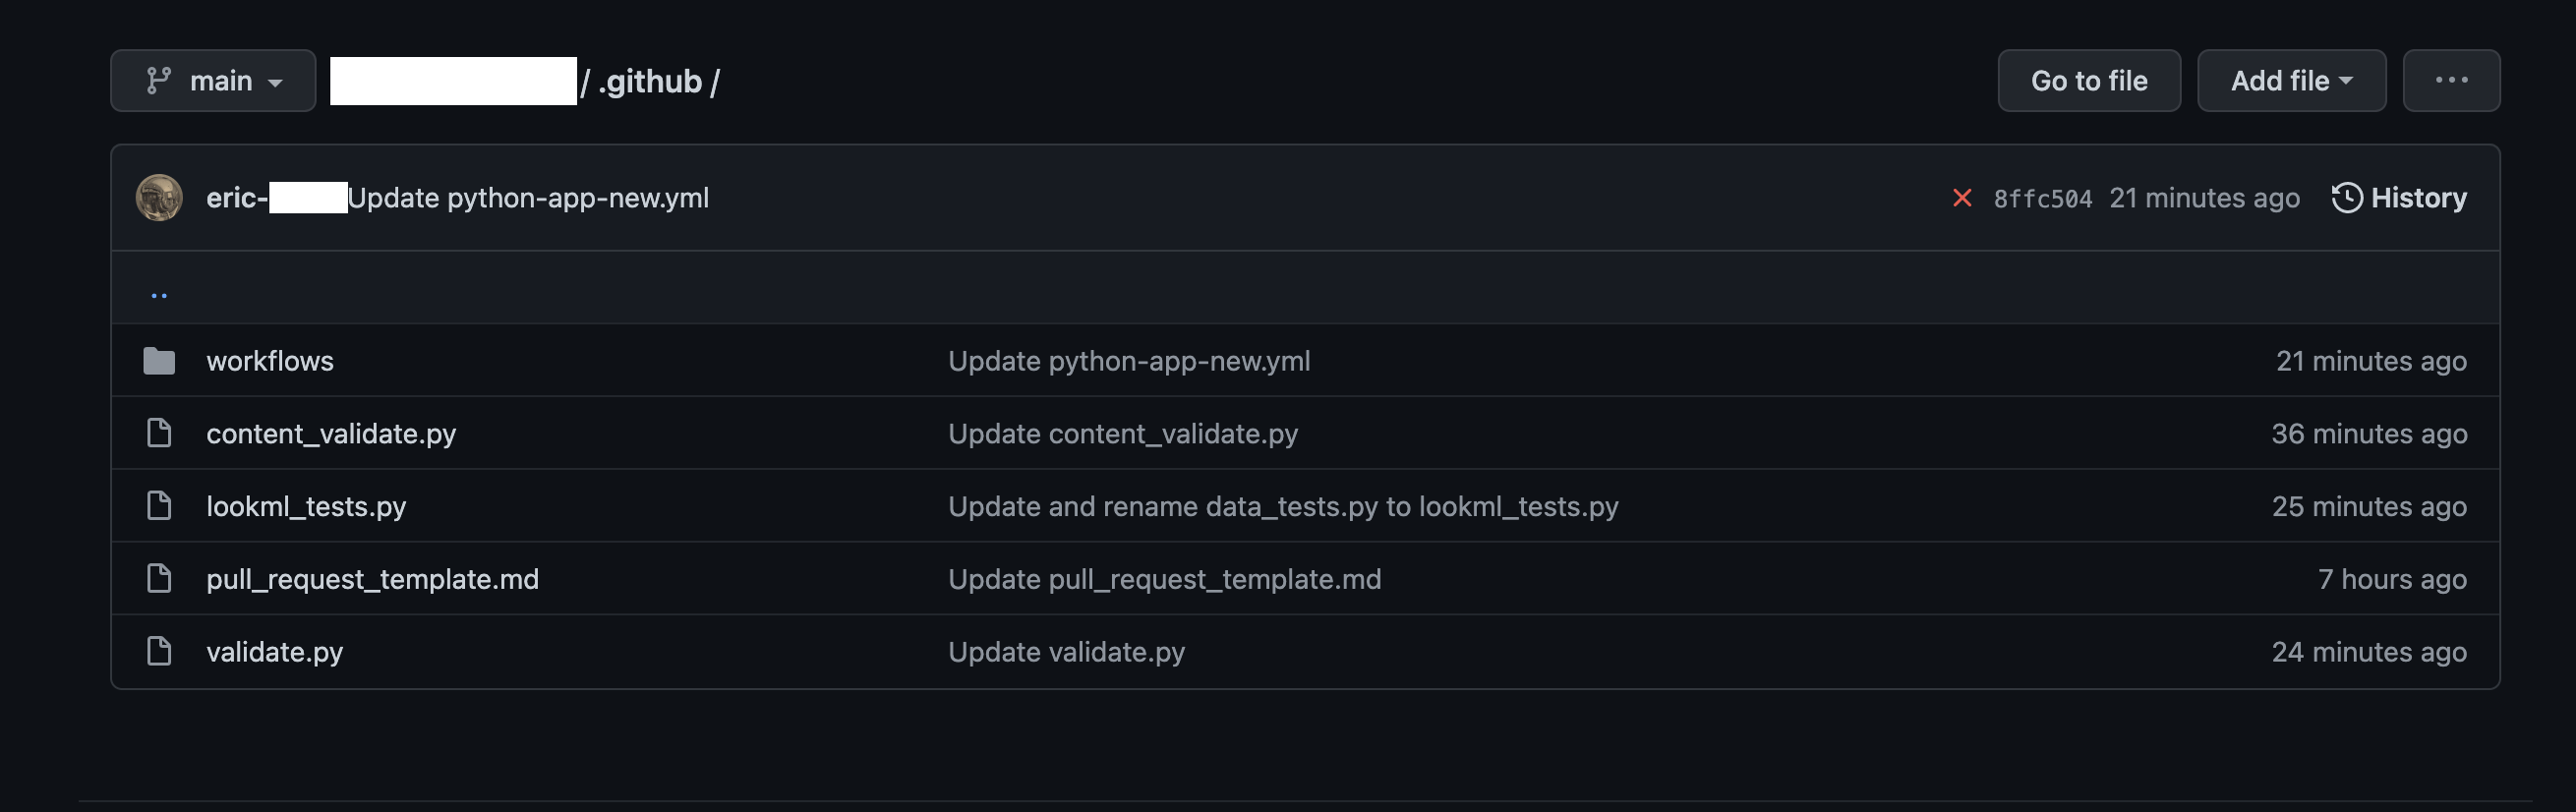 main / .github / Go to file Add file ...
eric- Update python-app-new.yml 8ffc504 21 minutes ago History
..
workflows Update python-app-new.yml 21 minutes ago
content_validate.py Update content_validate.py 36 minutes ago
lookml_tests.py Update and rename data_tests.py to lookml_tests.py 25 minutes ago
pull_request_template.md Update pull_request_template.md 7 hours ago
validate.py Update validate.py 24 minutes ago